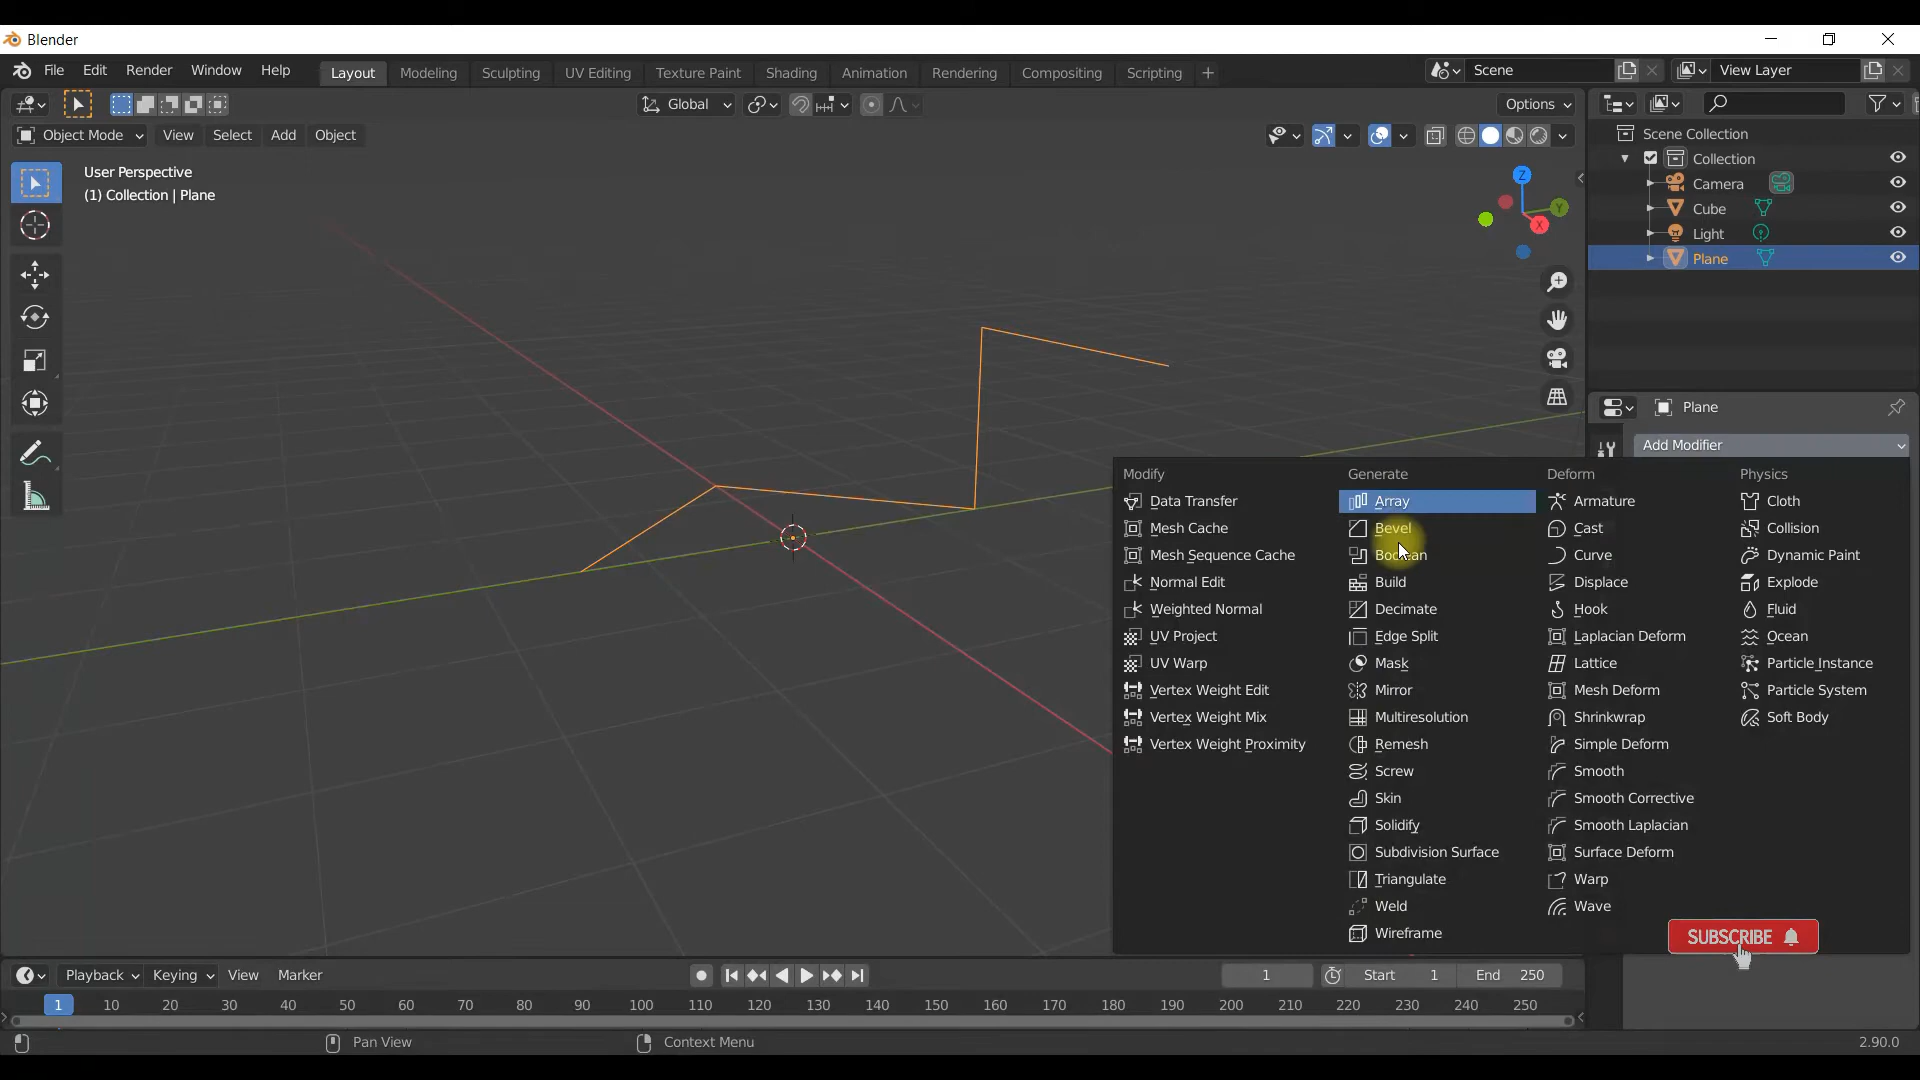 Blender
File Edit Render Window Help Layout Modeling Sculpting UV Editing Texture Paint Shading Animation Rendering Compositing Scripting + Scene View Layer
Global Options
Object Mode View Select Add Object
User Perspective
(1) Collection | Plane
Z
Y
X
Scene Collection
Collection
Camera
Cube
Light
Plane
Plane
Add Modifier
Modify
Data Transfer
Mesh Cache
Mesh Sequence Cache
Normal Edit
Weighted Normal
UV Project
UV Warp
Vertex Weight Edit
Vertex Weight Mix
Vertex Weight Proximity
Generate
Array
Bevel
Boolean
Build
Decimate
Edge Split
Mask
Mirror
Multiresolution
Remesh
Screw
Skin
Solidify
Subdivision Surface
Triangulate
Weld
Wireframe
Deform
Armature
Cast
Curve
Displace
Hook
Laplacian Deform
Lattice
Mesh Deform
Shrinkwrap
Simple Deform
Smooth
Smooth Corrective
Smooth Laplacian
Surface Deform
Warp
Wave
Physics
Cloth
Collision
Dynamic Paint
Explode
Fluid
Ocean
Particle Instance
Particle System
Soft Body
SUBSCRIBE
Playback Keying View Marker 1 Start 1 End 250
1 10 20 30 40 50 60 70 80 90 100 110 120 130 140 150 160 170 180 190 200 210 220 230 240 250
Pan View Context Menu 2.90.0